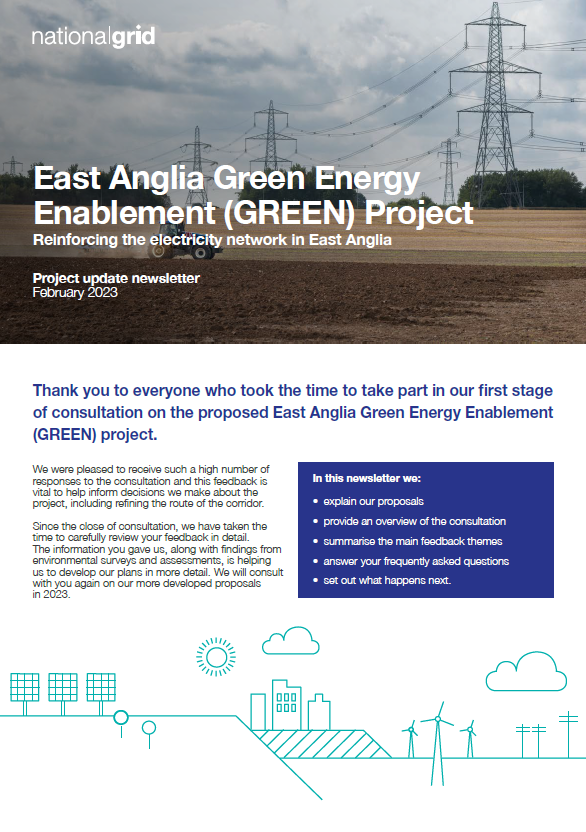 nationalgrid
East Anglia Green Energy
Enablement (GREEN) Project
Reinforcing the electricity network in East Anglia
Project update newsletter
February 2023
Thank you to everyone who took the time to take part in our first stage
of consultation on the proposed East Anglia Green Energy Enablement
(GREEN) project.
We were pleased to receive such a high number of
responses to the consultation and this feedback is
vital to help inform decisions we make about the
project, including refining the route of the corridor.
Since the close of consultation, we have taken the
time to carefully review your feedback in detail.
The information you gave us, along with findings from
environmental surveys and assessments, is helping
us to develop our plans in more detail. We will consult
with you again on our more developed proposals
in 2023.
In this newsletter we:
• explain our proposals
• provide an overview of the consultation
• summarise the main feedback themes
• answer your frequently asked questions
• set out what happens next.